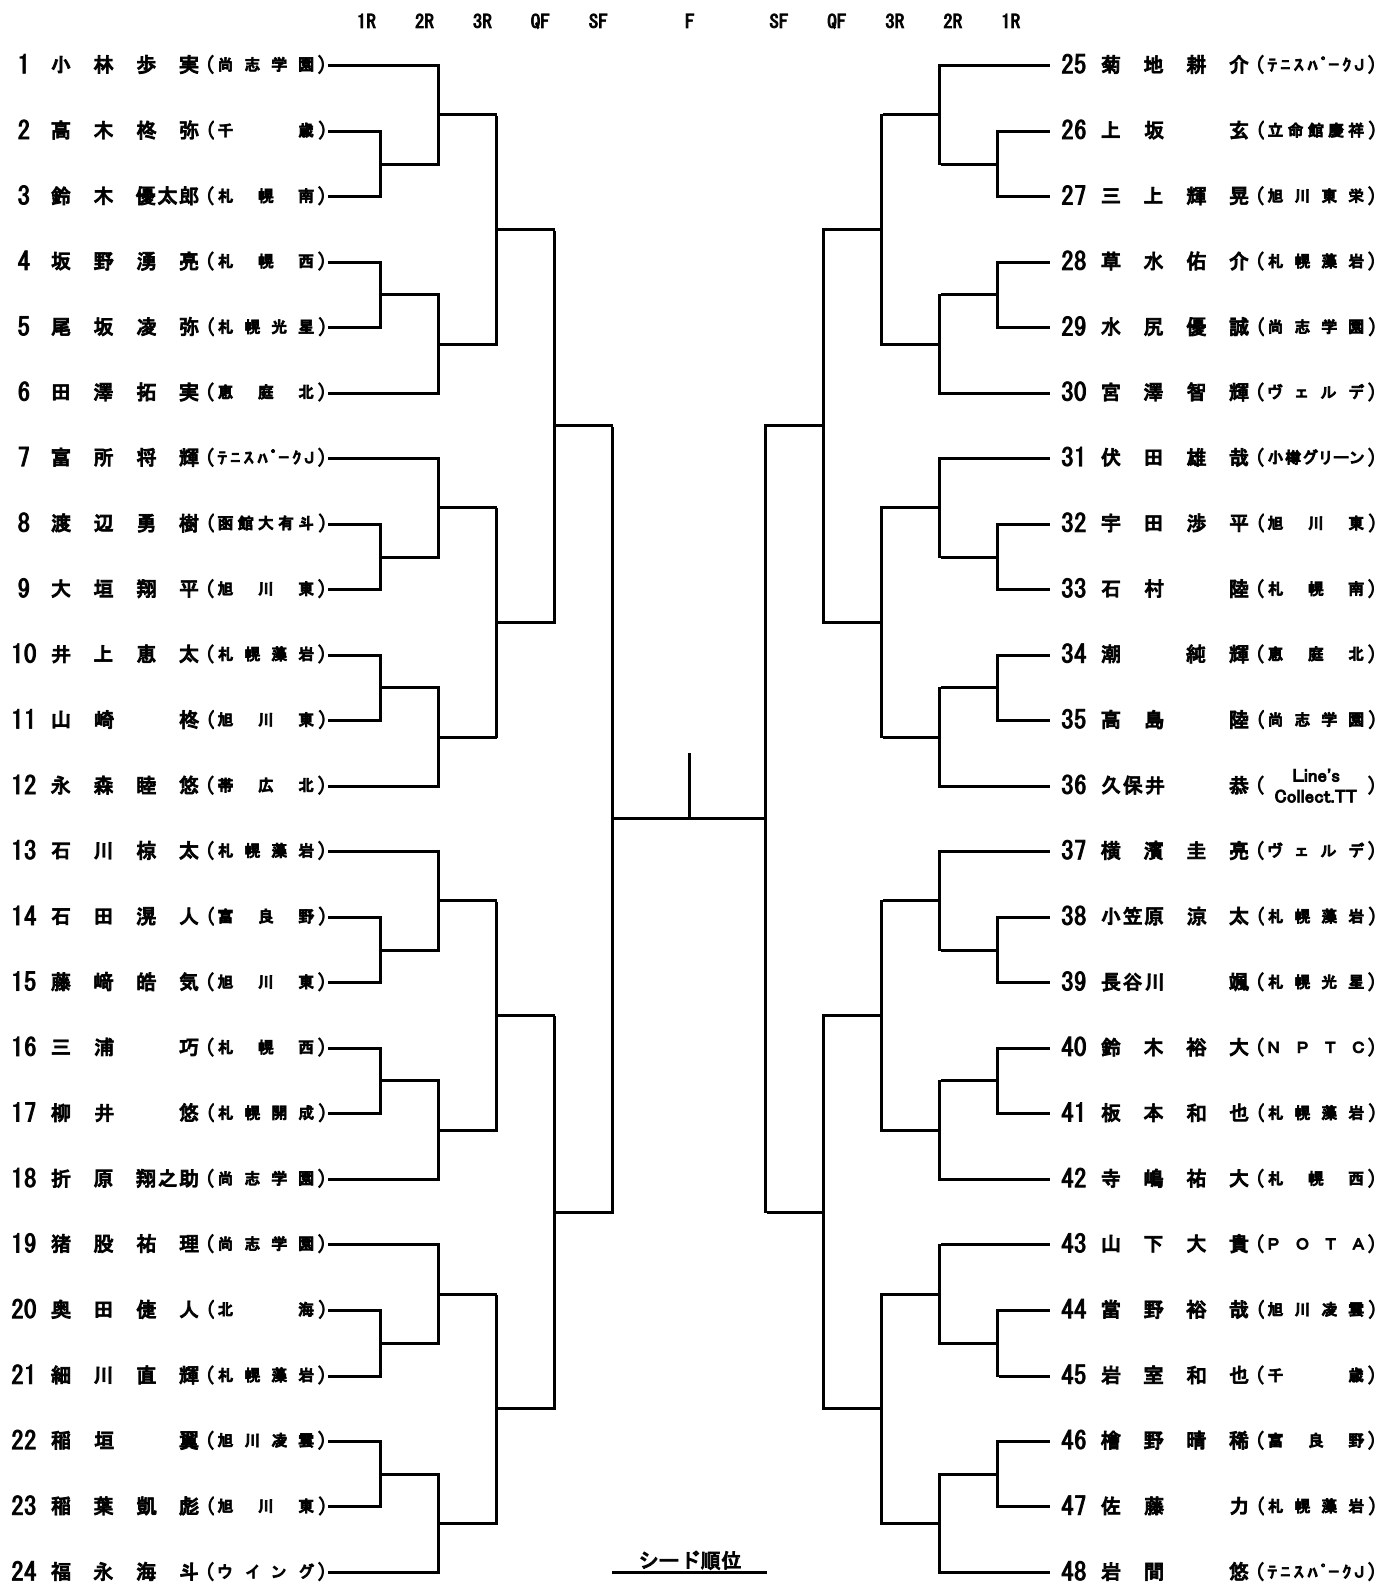 1R 2R 3R QF SF F SF QF 3R 2R 1R
1 小林歩実(尚志学園)
2 高木柊弥(千歳)
3 鈴木優太郎(札幌南)
4 坂野湧亮(札幌西)
5 尾坂凌弥(札幌光星)
6 田澤拓実(恵庭北)
7 富所将輝(テニスパークJ)
8 渡辺勇樹(函館大有斗)
9 大垣翔平(旭川東)
10 井上恵太(札幌藻岩)
11 山崎柊(旭川東)
12 永森睦悠(帯広北)
13 石川椋太(札幌藻岩)
14 石田滉人(富良野)
15 藤﨑皓気(旭川東)
16 三浦巧(札幌西)
17 柳井悠(札幌開成)
18 折原翔之助(尚志学園)
19 猪股祐理(尚志学園)
20 奥田倢人(北海)
21 細川直輝(札幌藻岩)
22 稲垣翼(旭川凌雲)
23 稲葉凱彪(旭川東)
24 福永海斗(ウイング)
25 菊地耕介(テニスパークJ)
26 上坂玄(立命館慶祥)
27 三上輝晃(旭川東栄)
28 草水佑介(札幌藻岩)
29 水尻優誠(尚志学園)
30 宮澤智輝(ヴェルデ)
31 伏田雄哉(小樽グリーン)
32 宇田渉平(旭川東)
33 石村陸(札幌南)
34 潮純輝(恵庭北)
35 高島陸(尚志学園)
36 久保井恭(Line's Collect.TT)
37 横濱圭亮(ヴェルデ)
38 小笠原涼太(札幌藻岩)
39 長谷川颯(札幌光星)
40 鈴木裕大(NPTC)
41 板本和也(札幌藻岩)
42 寺嶋祐大(札幌西)
43 山下大貴(POTA)
44 當野裕哉(旭川凌雲)
45 岩室和也(千歳)
46 檜野晴稀(富良野)
47 佐藤力(札幌藻岩)
48 岩間悠(テニスパークJ)
シード順位